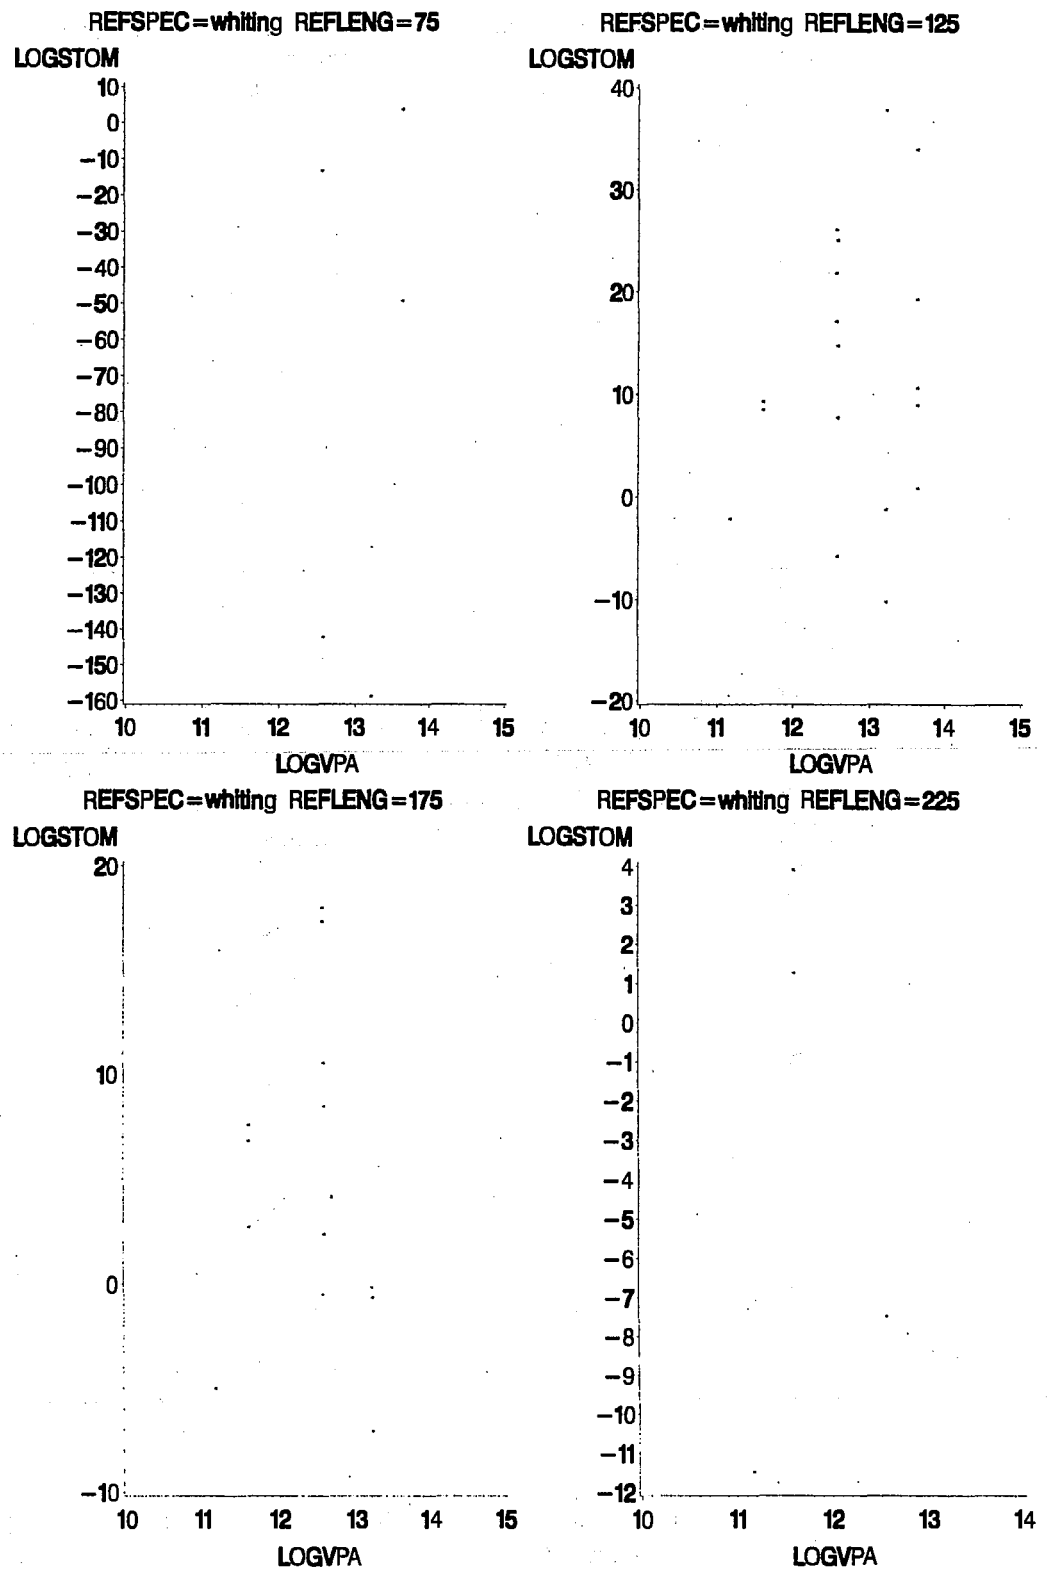 REFSPEC=whiting REFLENG=75
LOGSTOM
10
0
−10
−20
−30
−40
−50
−60
−70
−80
−90
−100
−110
−120
−130
−140
−150
−160
10 11 12 13 14 15
LOGVPA
REFSPEC=whiting REFLENG=125
LOGSTOM
40
30
20
10
0
−10
−20
10 11 12 13 14 15
LOGVPA
REFSPEC=whiting REFLENG=175
LOGSTOM
20
10
0
−10
10 11 12 13 14 15
LOGVPA
REFSPEC=whiting REFLENG=225
LOGSTOM
4
3
2
1
0
−1
−2
−3
−4
−5
−6
−7
−8
−9
−10
−11
−12
10 11 12 13 14
LOGVPA